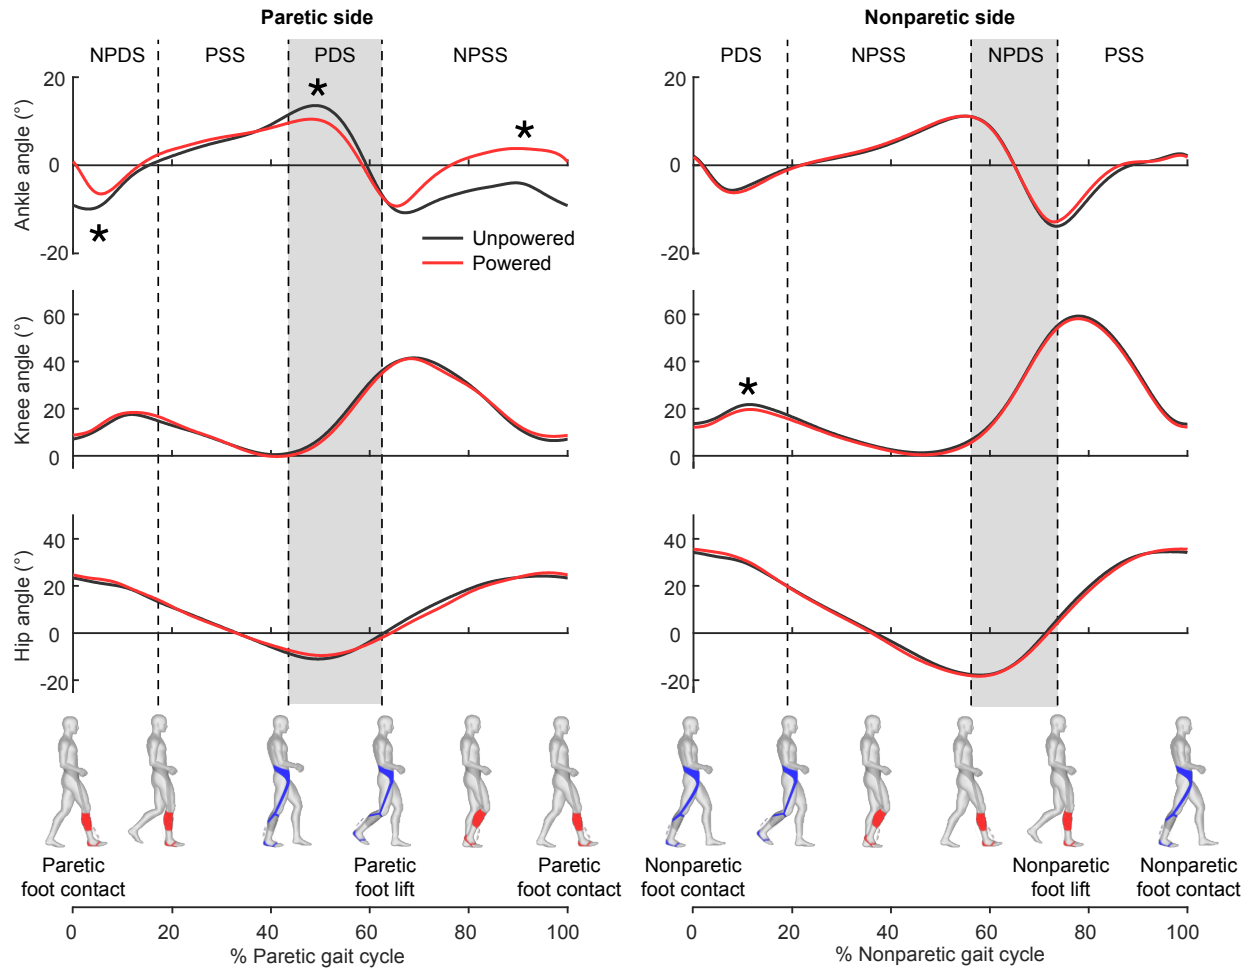 Paretic side
Nonparetic side
NPDS PSS PDS NPSS
PDS NPSS NPDS PSS
Ankle angle (°)
20
0
-20
*
*
*
Unpowered
Powered
20
0
-20
Knee angle (°)
60
40
20
0
60
40
20
0
*
Hip angle (°)
40
20
0
-20
40
20
0
-20
Paretic
foot contact
Paretic
foot lift
Paretic
foot contact
Nonparetic
foot contact
Nonparetic
foot lift
Nonparetic
foot contact
0 20 40 60 80 100
% Paretic gait cycle
0 20 40 60 80 100
% Nonparetic gait cycle